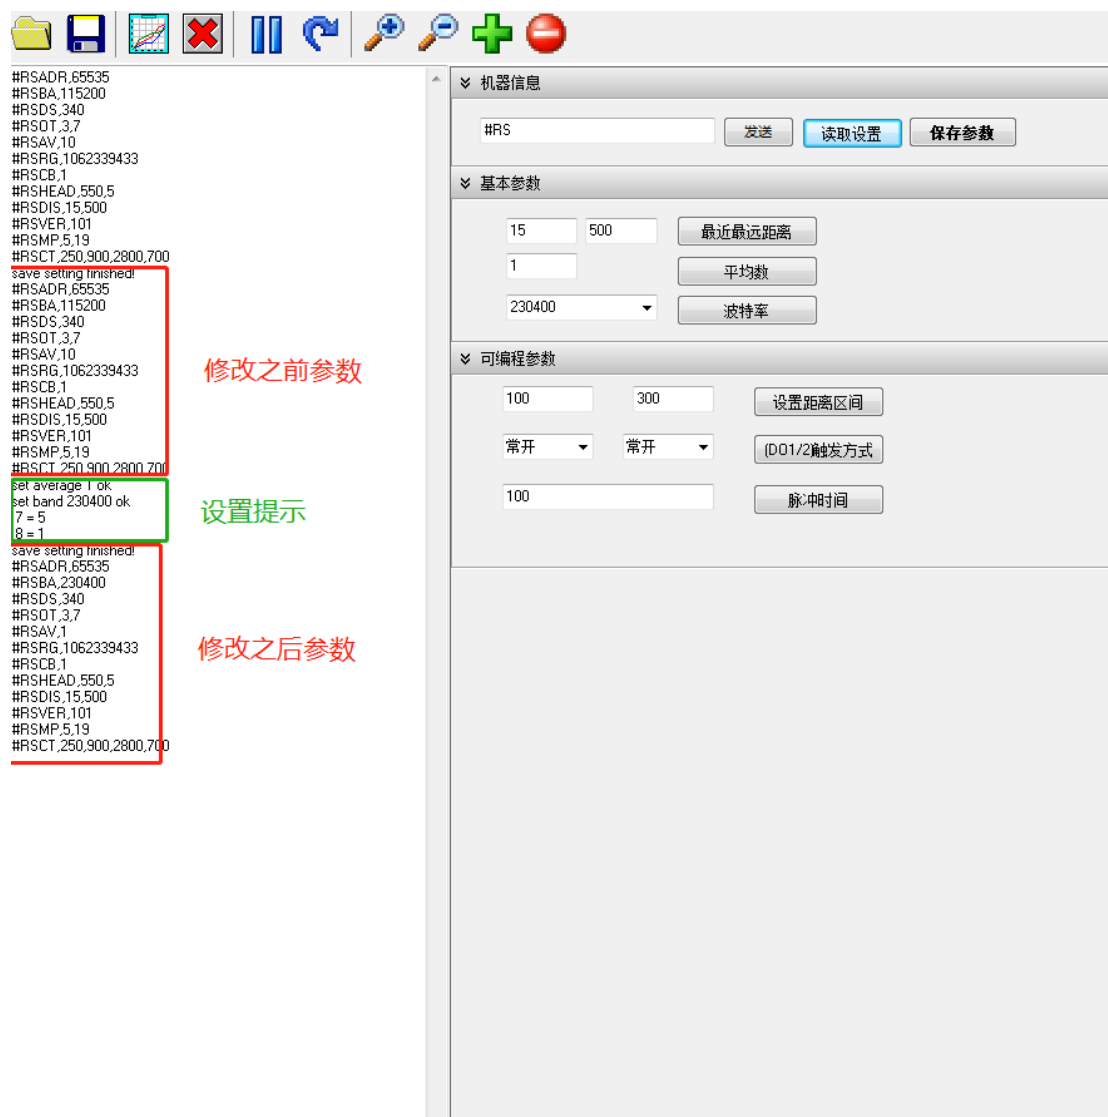 #RSADR,65535
#RSBA,115200
#RSDS,340
#RSOT,3,7
#RSAV,10
#RSRG,1062339433
#RSCB,1
#RSHEAD,550,5
#RSDIS,15,500
#RSVER,101
#RSMP,5,19
#RSCT,250,900,2800,700
save setting finished!
#RSADR,65535
#RSBA,115200
#RSDS,340
#RSOT,3,7
#RSAV,10
#RSRG,1062339433
#RSCB,1
#RSHEAD,550,5
#RSDIS,15,500
#RSVER,101
#RSMP,5,19
#RSCT,250,900,2800,700
修改之前参数
set average 1 ok
set band 230400 ok
7 = 5
8 = 1
设置提示
save setting finished!
#RSADR,65535
#RSBA,230400
#RSDS,340
#RSOT,3,7
#RSAV,1
#RSRG,1062339433
#RSCB,1
#RSHEAD,550,5
#RSDIS,15,500
#RSVER,101
#RSMP,5,19
#RSCT,250,900,2800,700
修改之后参数
机器信息
#RS 发送 读取设置 保存参数
基本参数
15 500 最近最远距离
1 平均数
230400 波特率
可编程参数
100 300 设置距离区间
常开 常开 (DO1/2触发方式
100 脉冲时间